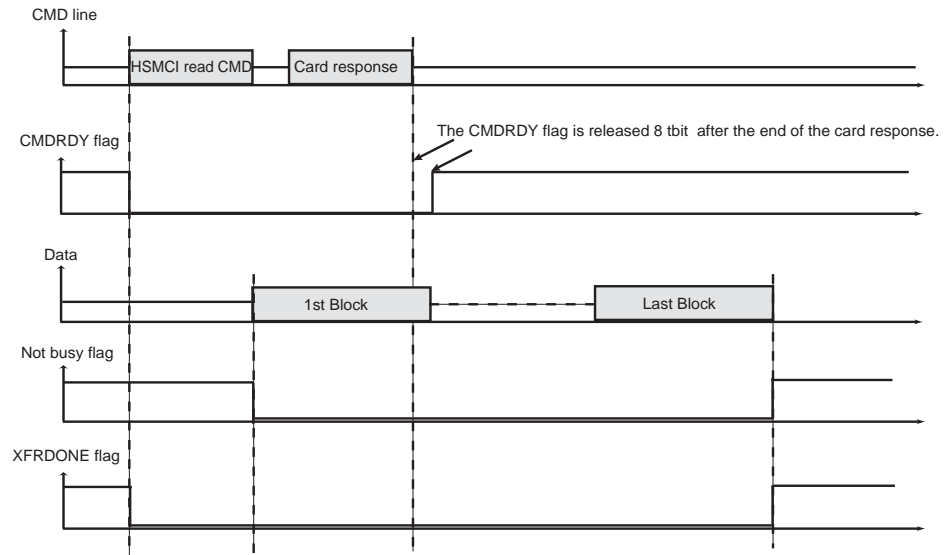 CMD line
HSMCI read CMD
Card response
The CMDRDY flag is released 8 tbit after the end of the card response.
CMDRDY flag
Data
1st Block
Last Block
Not busy flag
XFRDONE flag